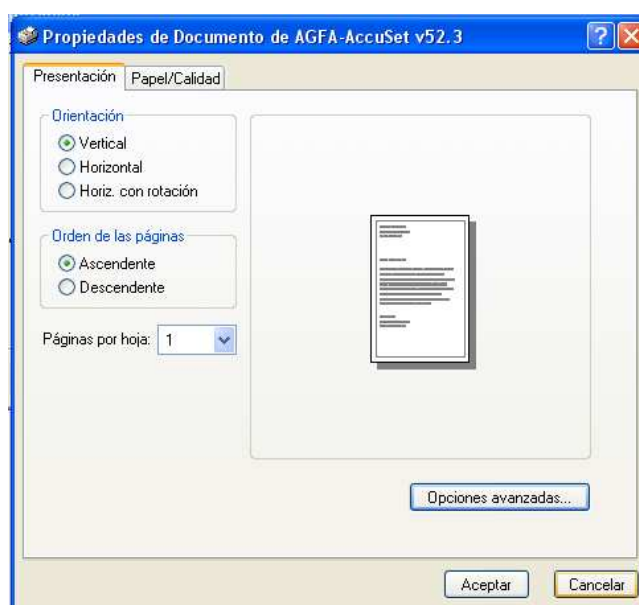 Propiedades de Documento de AGFA-AccuSet v52.3
Presentación
Papel/Calidad
Orientación
Vertical
Horizontal
Horiz. con rotación
Orden de las páginas
Ascendente
Descendente
Páginas por hoja: 1
Opciones avanzadas...
Aceptar
Cancelar